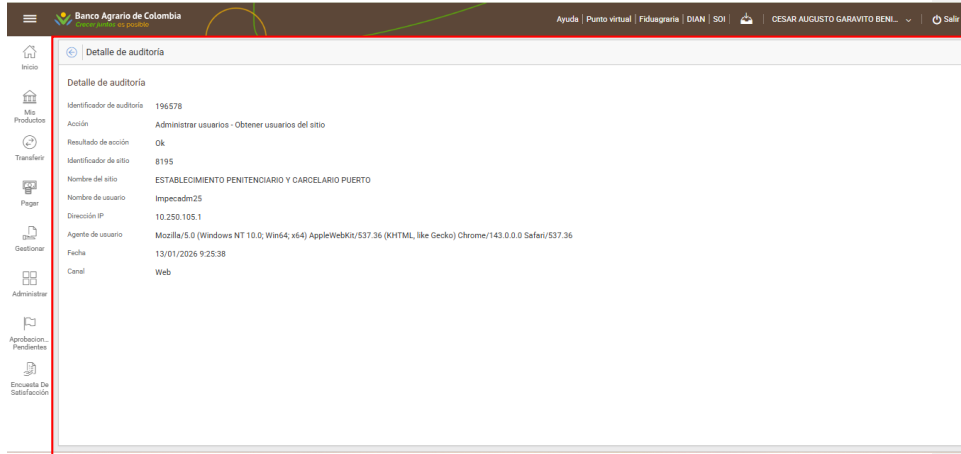 Banco Agrario de Colombia
Crecer juntos es posible
Ayuda | Punto virtual | Fiduagraria | DIAN | SOI | CESAR AUGUSTO GARAVITO BENI... Salir
Inicio
Mis
Productos
Transferir
Pagar
Gestionar
Administrar
Aprobacion...
Pendientes
Encuesta De
Satisfacción
Detalle de auditoría
Detalle de auditoría
Identificador de auditoría 196578
Acción Administrar usuarios - Obtener usuarios del sitio
Resultado de acción Ok
Identificador de sitio 8195
Nombre del sitio ESTABLECIMIENTO PENITENCIARIO Y CARCELARIO PUERTO
Nombre de usuario Impecadm25
Dirección IP 10.250.105.1
Agente de usuario Mozilla/5.0 (Windows NT 10.0; Win64; x64) AppleWebKit/537.36 (KHTML, like Gecko) Chrome/143.0.0.0 Safari/537.36
Fecha 13/01/2026 9:25:38
Canal Web